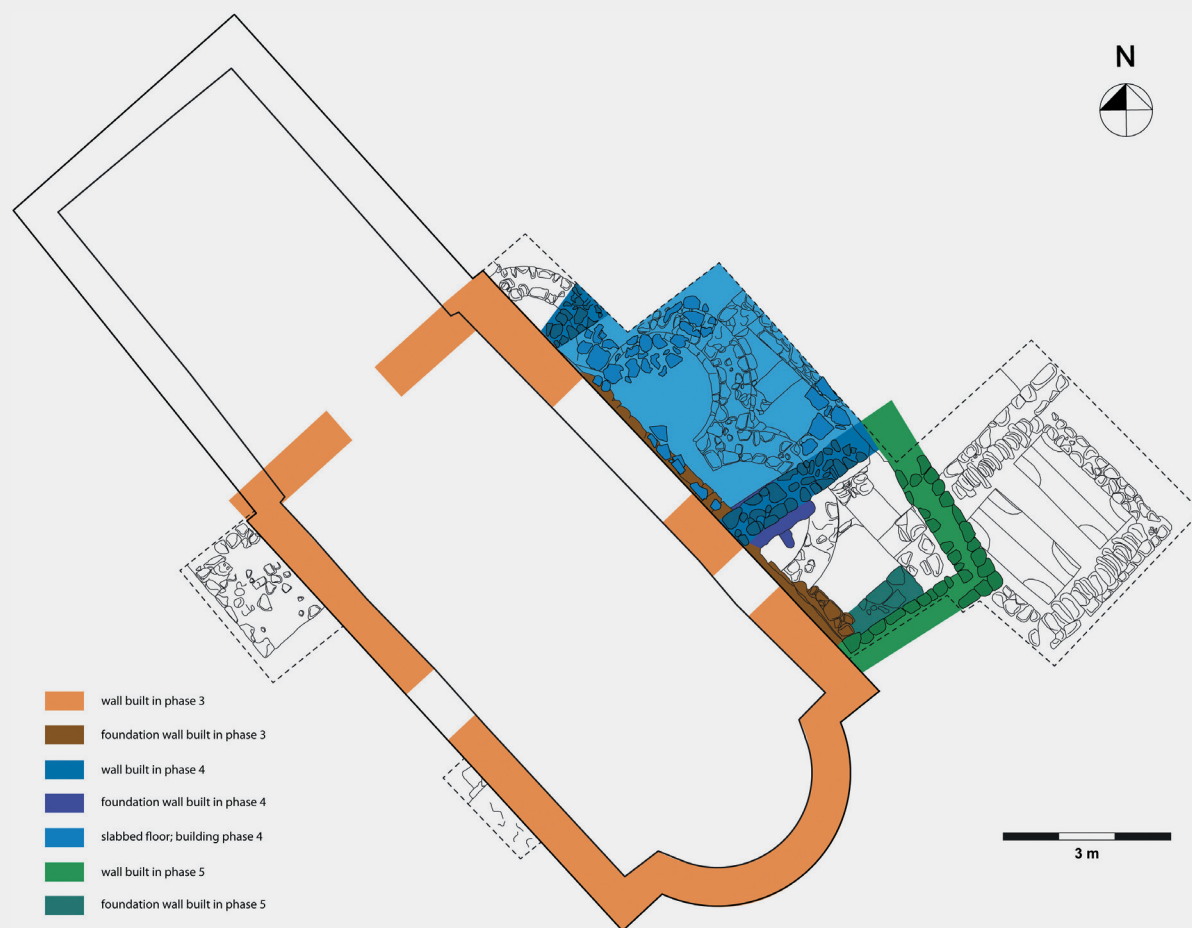 N
wall built in phase 3
foundation wall built in phase 3
wall built in phase 4
foundation wall built in phase 4
slabbed floor; building phase 4
wall built in phase 5
foundation wall built in phase 5
3 m